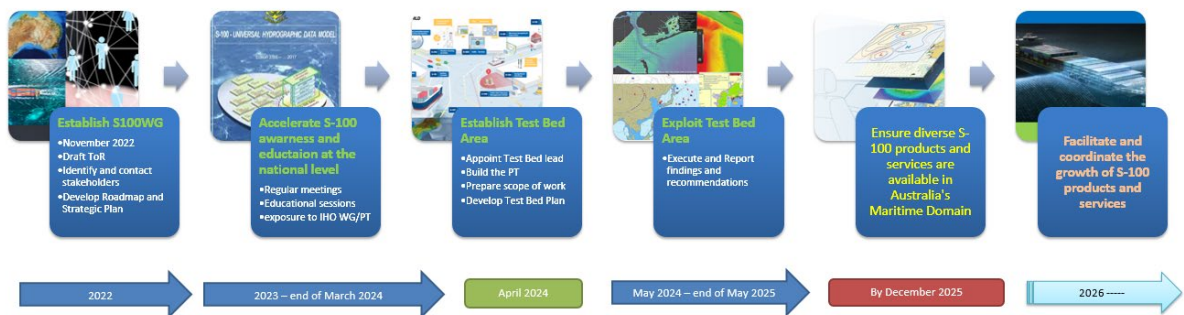 Establish S100WG
•November 2022
•Draft ToR
•Identify and contact
stakeholders
•Develop Roadmap and
Strategic Plan
S-100 - UNIVERSAL HYDROGRAPHIC DATA MODEL
Accelerate S-100
awarness and
eductaion at the
national level
•Regular meetings
•Educational sessions
•exposure to IHO WG/PT
Establish Test Bed
Area
•Appoint Test Bed lead
•Build the PT
•Prepare scope of work
•Develop Test Bed Plan
Exploit Test Bed
Area
•Execute and Report
findings and
recommendations
Ensure diverse S-
100 products and
services are
available in
Australia's
Maritime Domain
Facilitate and
coordinate the
growth of S-100
products and
services
2022
2023 – end of March 2024
April 2024
May 2024 – end of May 2025
By December 2025
2026 -----